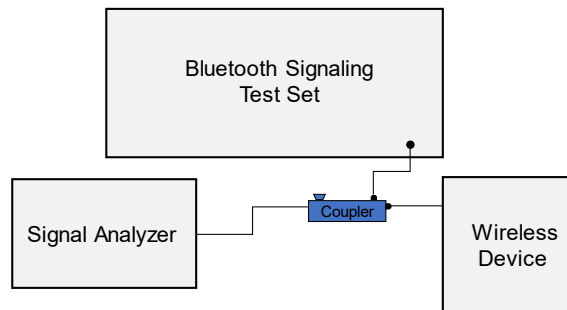 Bluetooth Signaling
Test Set
Coupler
Signal Analyzer
Wireless
Device